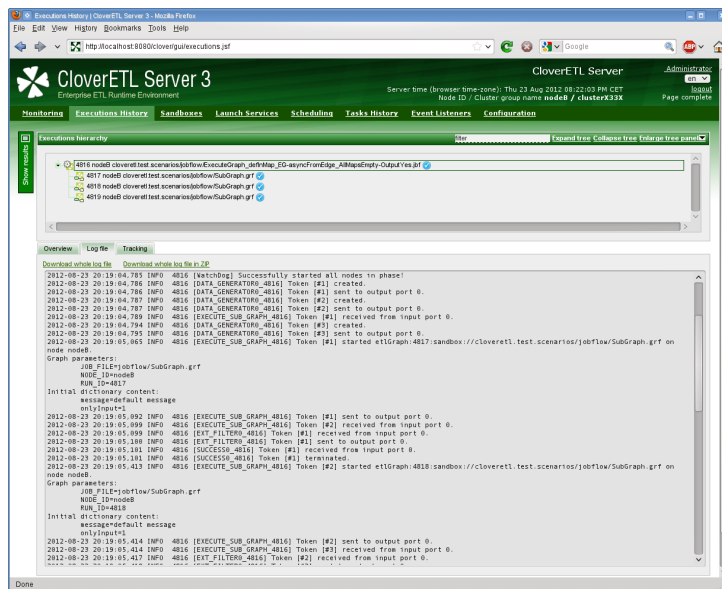 Executions History | CloverETL Server 3 - Mozilla Firefox
File Edit View History Bookmarks Tools Help
http://localhost:8080/clover/gui/executions.jsf
Google
ABP
CloverETL Server 3
Enterprise ETL Runtime Environment
CloverETL Server
Server time (browser time-zone): Thu 23 Aug 2012 08:22:03 PM CET
Node ID / Cluster group name nodeB / clusterX33X
Administrator
en
logout
Page complete
Monitoring Executions History Sandboxes Launch Services Scheduling Tasks History Event Listeners Configuration
Show results
Executions hierarchy filter Expand tree Collapse tree Enlarge tree panel
4816 nodeB cloveretl.test.scenarios/jobflow/ExecuteGraph_defInMap_EG-asyncFromEdge_AllMapsEmpty-OutputYes.jbf
4817 nodeB cloveretl.test.scenarios/jobflow/SubGraph.grf
4818 nodeB cloveretl.test.scenarios/jobflow/SubGraph.grf
4819 nodeB cloveretl.test.scenarios/jobflow/SubGraph.grf
Overview Log file Tracking
Download whole log file Download whole log file in ZIP
2012-08-23 20:19:04,785 INFO 4816 [WatchDog] Successfully started all nodes in phase!
2012-08-23 20:19:04,786 INFO 4816 [DATA_GENERATOR0_4816] Token [#1] created.
2012-08-23 20:19:04,786 INFO 4816 [DATA_GENERATOR0_4816] Token [#1] sent to output port 0.
2012-08-23 20:19:04,787 INFO 4816 [DATA_GENERATOR0_4816] Token [#2] created.
2012-08-23 20:19:04,787 INFO 4816 [DATA_GENERATOR0_4816] Token [#2] sent to output port 0.
2012-08-23 20:19:04,789 INFO 4816 [EXECUTE_SUB_GRAPH_4816] Token [#1] received from input port 0.
2012-08-23 20:19:04,794 INFO 4816 [DATA_GENERATOR0_4816] Token [#3] created.
2012-08-23 20:19:04,795 INFO 4816 [DATA_GENERATOR0_4816] Token [#3] sent to output port 0.
2012-08-23 20:19:05,065 INFO 4816 [EXECUTE_SUB_GRAPH_4816] Token [#1] started etlGraph:4817:sandbox://cloveretl.test.scenarios/jobflow/SubGraph.grf on
node nodeB.
Graph parameters:
JOB_FILE=jobflow/SubGraph.grf
NODE_ID=nodeB
RUN_ID=4817
Initial dictionary content:
message=default message
onlyInput=1
2012-08-23 20:19:05,092 INFO 4816 [EXECUTE_SUB_GRAPH_4816] Token [#1] sent to output port 0.
2012-08-23 20:19:05,099 INFO 4816 [EXECUTE_SUB_GRAPH_4816] Token [#2] received from input port 0.
2012-08-23 20:19:05,099 INFO 4816 [EXT_FILTER0_4816] Token [#1] received from input port 0.
2012-08-23 20:19:05,100 INFO 4816 [EXT_FILTER0_4816] Token [#1] sent to output port 0.
2012-08-23 20:19:05,101 INFO 4816 [SUCCESS0_4816] Token [#1] received from input port 0.
2012-08-23 20:19:05,101 INFO 4816 [SUCCESS0_4816] Token [#1] terminated.
2012-08-23 20:19:05,413 INFO 4816 [EXECUTE_SUB_GRAPH_4816] Token [#2] started etlGraph:4818:sandbox://cloveretl.test.scenarios/jobflow/SubGraph.grf on
node nodeB.
Graph parameters:
JOB_FILE=jobflow/SubGraph.grf
NODE_ID=nodeB
RUN_ID=4818
Initial dictionary content:
message=default message
onlyInput=1
2012-08-23 20:19:05,414 INFO 4816 [EXECUTE_SUB_GRAPH_4816] Token [#2] sent to output port 0.
2012-08-23 20:19:05,414 INFO 4816 [EXECUTE_SUB_GRAPH_4816] Token [#3] received from input port 0.
2012-08-23 20:19:05,417 INFO 4816 [EXT_FILTER0_4816] Token [#2] received from input port 0.
Done